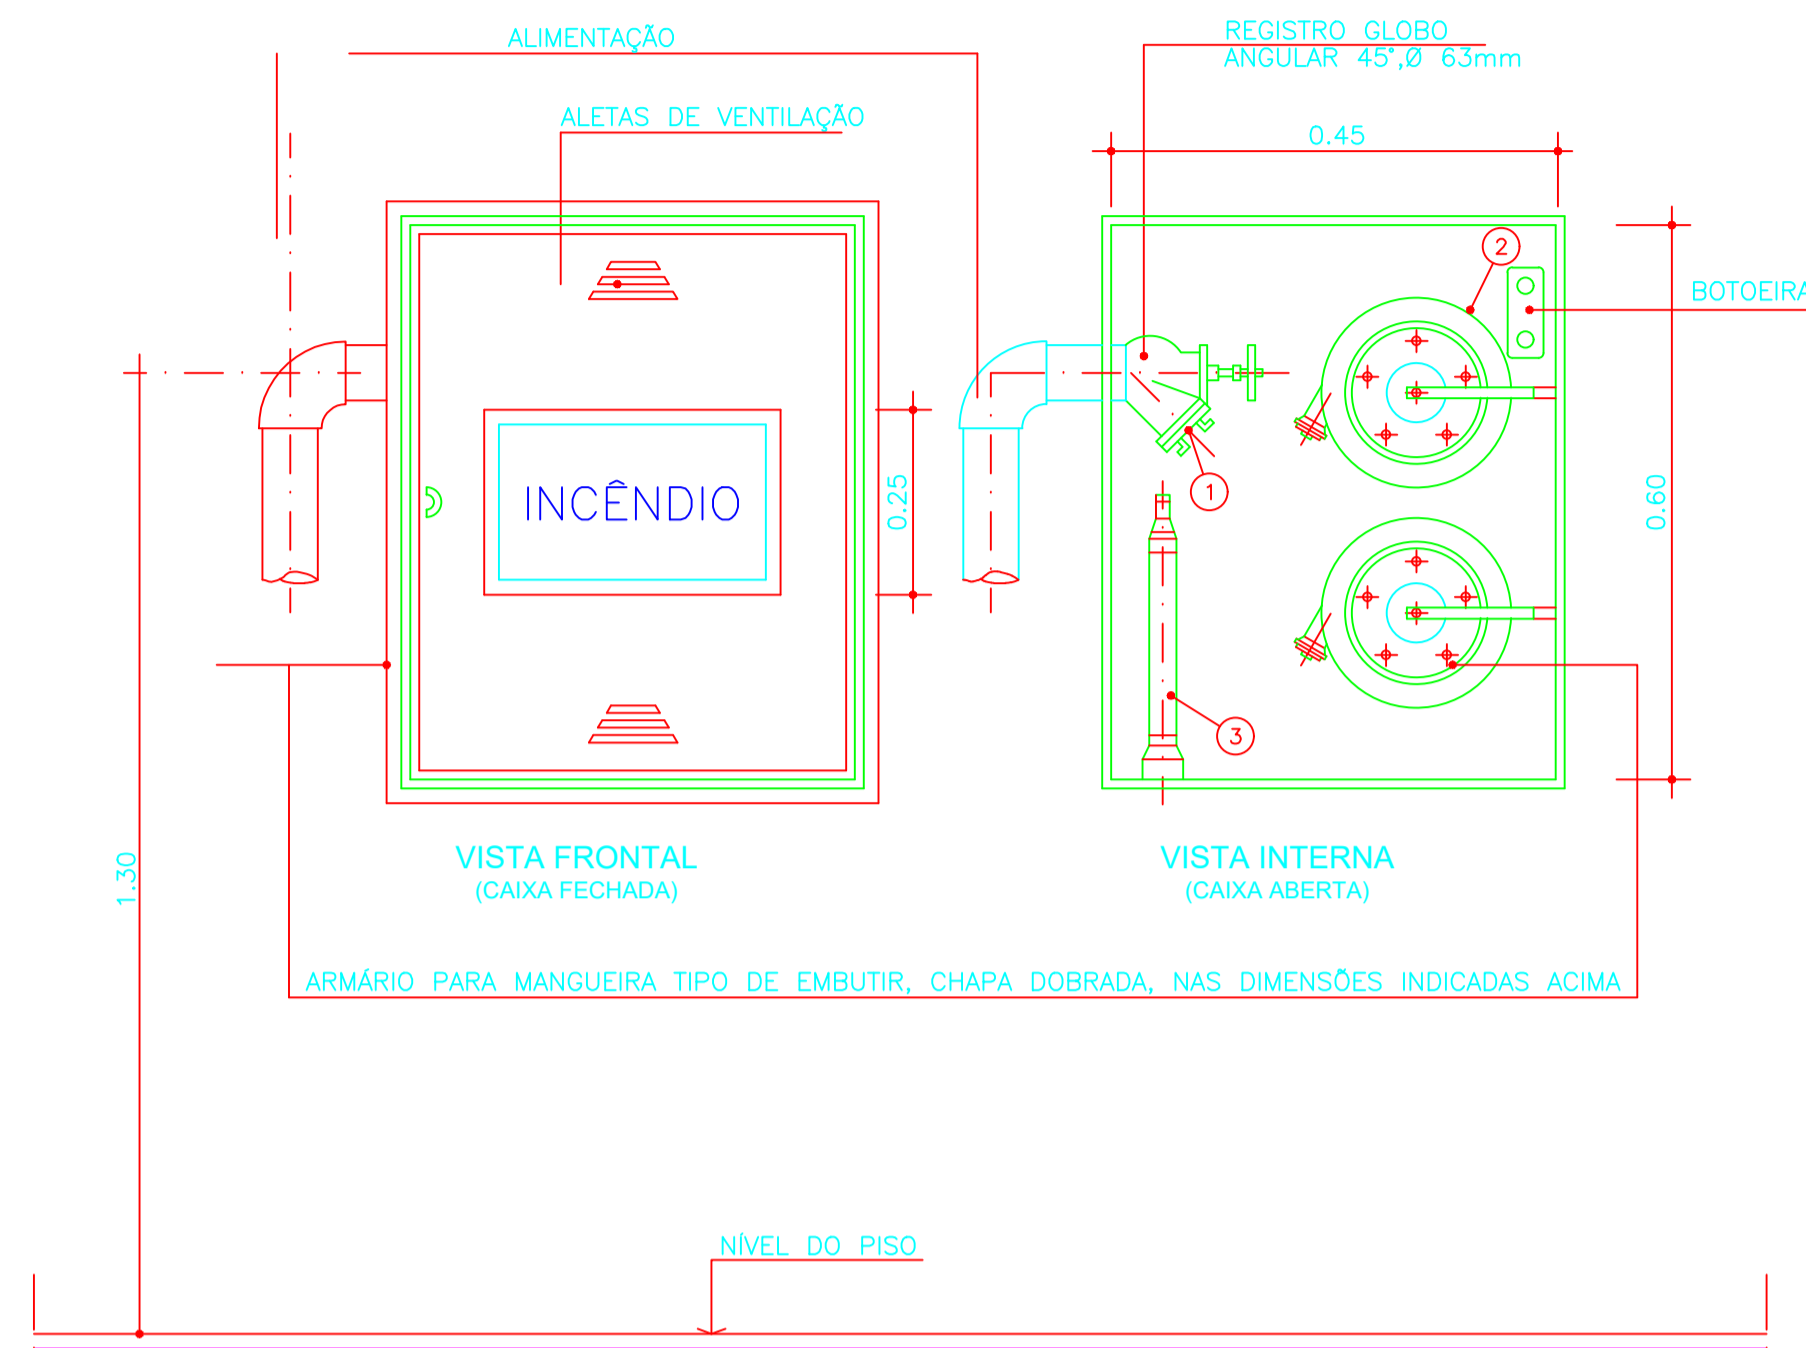 ALIMENTAÇÃO
REGISTRO GLOBO
ANGULAR 45°,Ø 63mm
ALETAS DE VENTILAÇÃO
0.45
2
BOTOEIRA
INCÊNDIO
0.25
1
0.60
3
1.30
VISTA FRONTAL
(CAIXA FECHADA)
VISTA INTERNA
(CAIXA ABERTA)
ARMÁRIO PARA MANGUEIRA TIPO DE EMBUTIR, CHAPA DOBRADA, NAS DIMENSÕES INDICADAS ACIMA
NÍVEL DO PISO